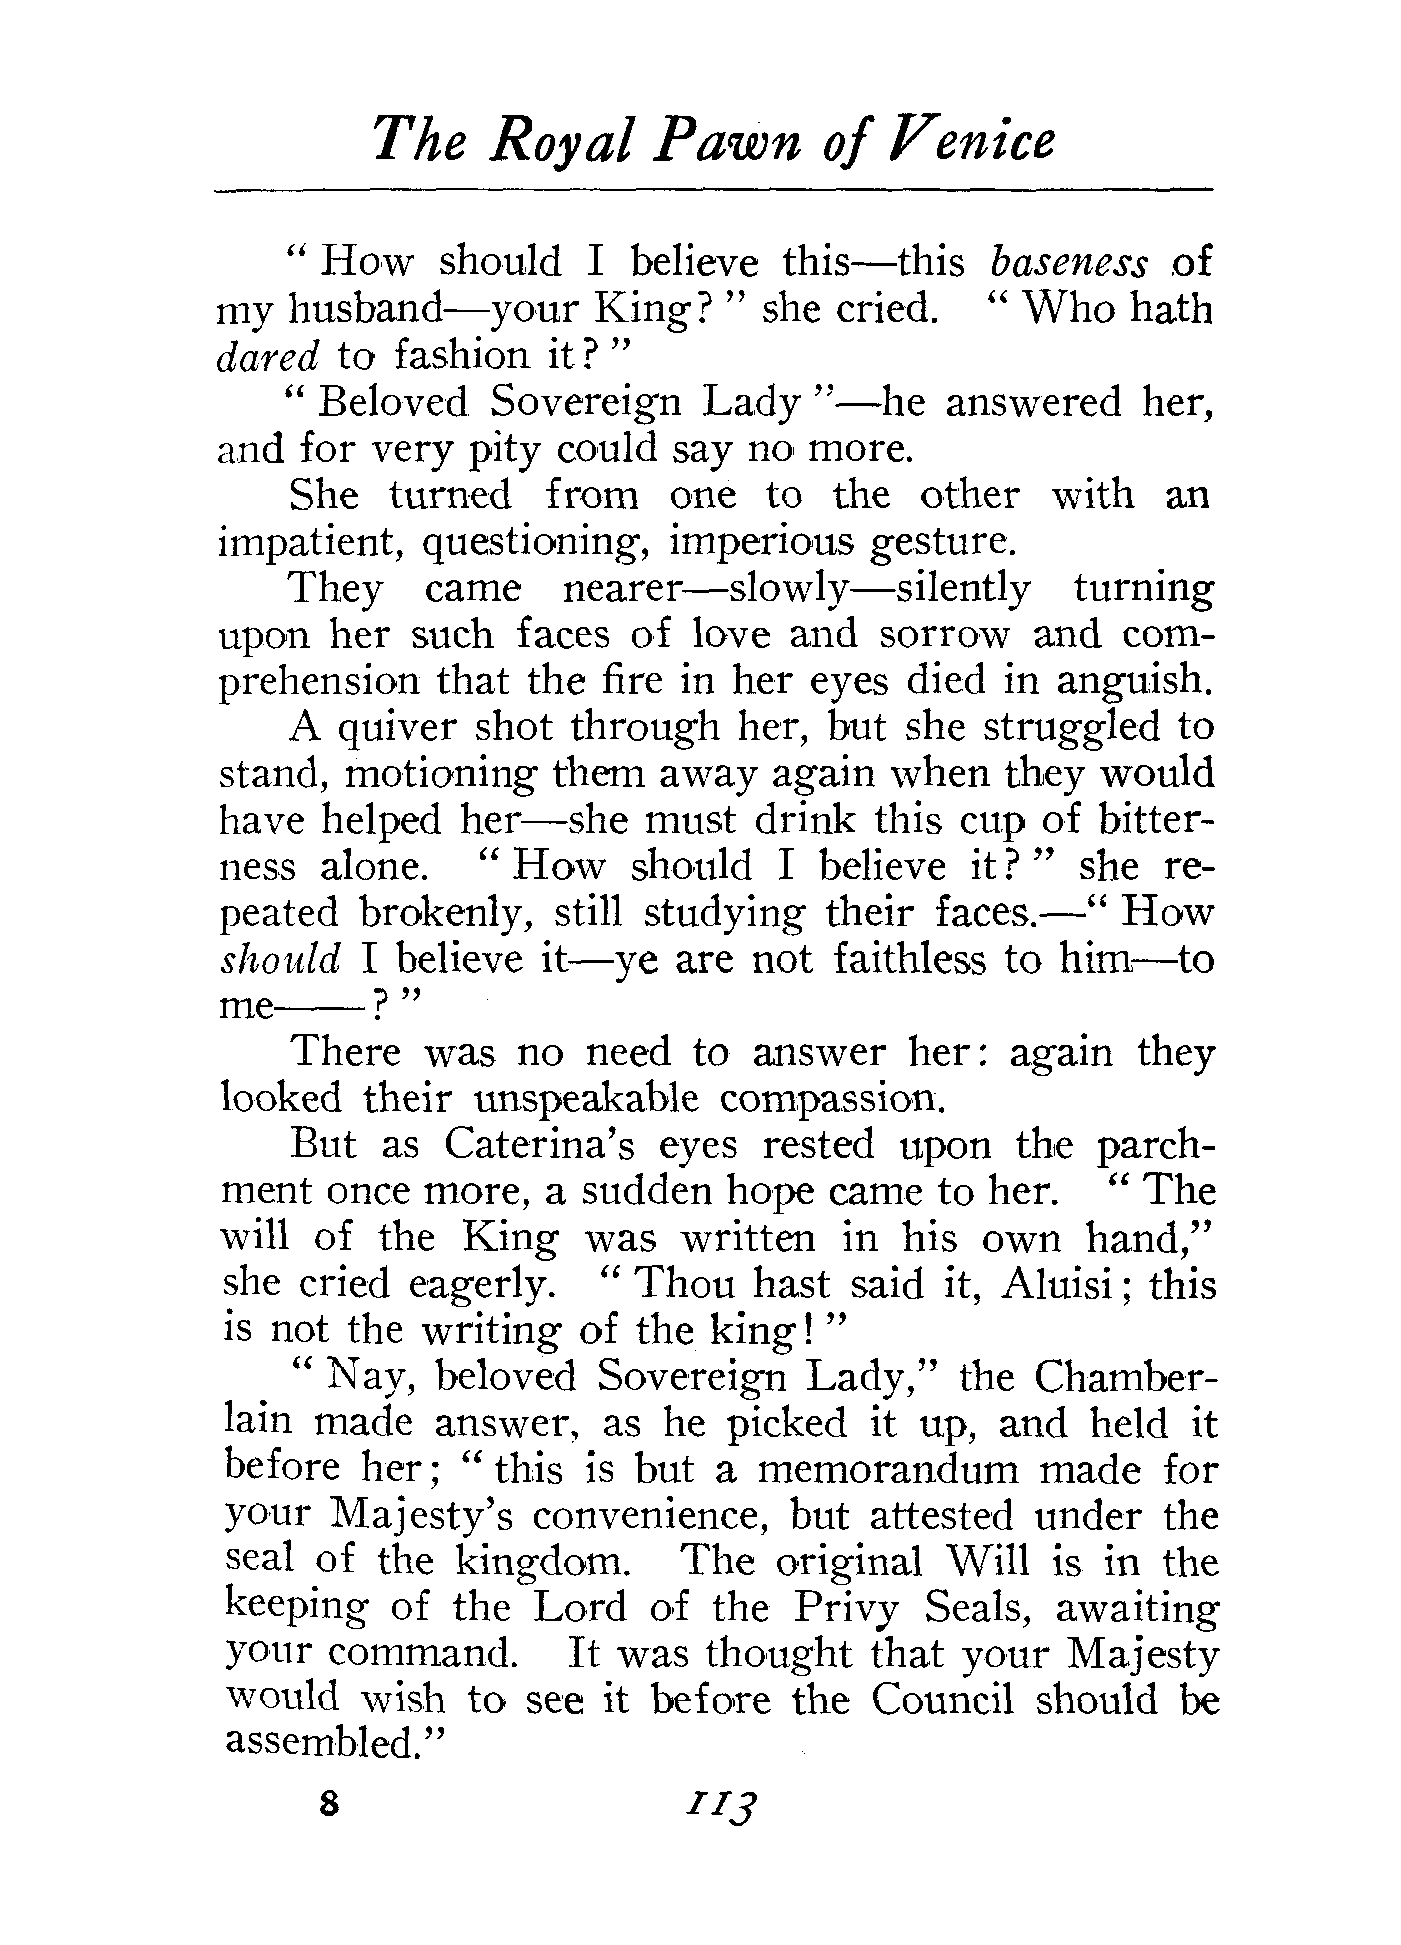 The Royal Pawn of Venice
" How should I believe this—this baseness of
my husband—your King? " she cried. " Who hath
dared to fashion it? "
" Beloved Sovereign Lady "—he answered her,
and for very pity could say no more.
She turned from one to the other with an
impatient, questioning, imperious gesture.
They came nearer—slowly—silently turning
upon her such faces of love and sorrow and com-
prehension that the fire in her eyes died in anguish.
A quiver shot through her, but she struggled to
stand, motioning them away again when they would
have helped her—she must drink this cup of bitter-
ness alone. " How should I believe it? " she re-
peated brokenly, still studying their faces.—" How
should I believe it—ye are not faithless to him—to
me——? "
There was no need to answer her: again they
looked their unspeakable compassion.
But as Caterina's eyes rested upon the parch-
ment once more, a sudden hope came to her. " The
will of the King was written in his own hand,"
she cried eagerly. " Thou hast said it, Aluisi; this
is not the writing of the king! "
" Nay, beloved Sovereign Lady," the Chamber-
lain made answer, as he picked it up, and held it
before her; " this is but a memorandum made for
your Majesty's convenience, but attested under the
seal of the kingdom. The original Will is in the
keeping of the Lord of the Privy Seals, awaiting
your command. It was thought that your Majesty
would wish to see it before the Council should be
assembled."
8 113